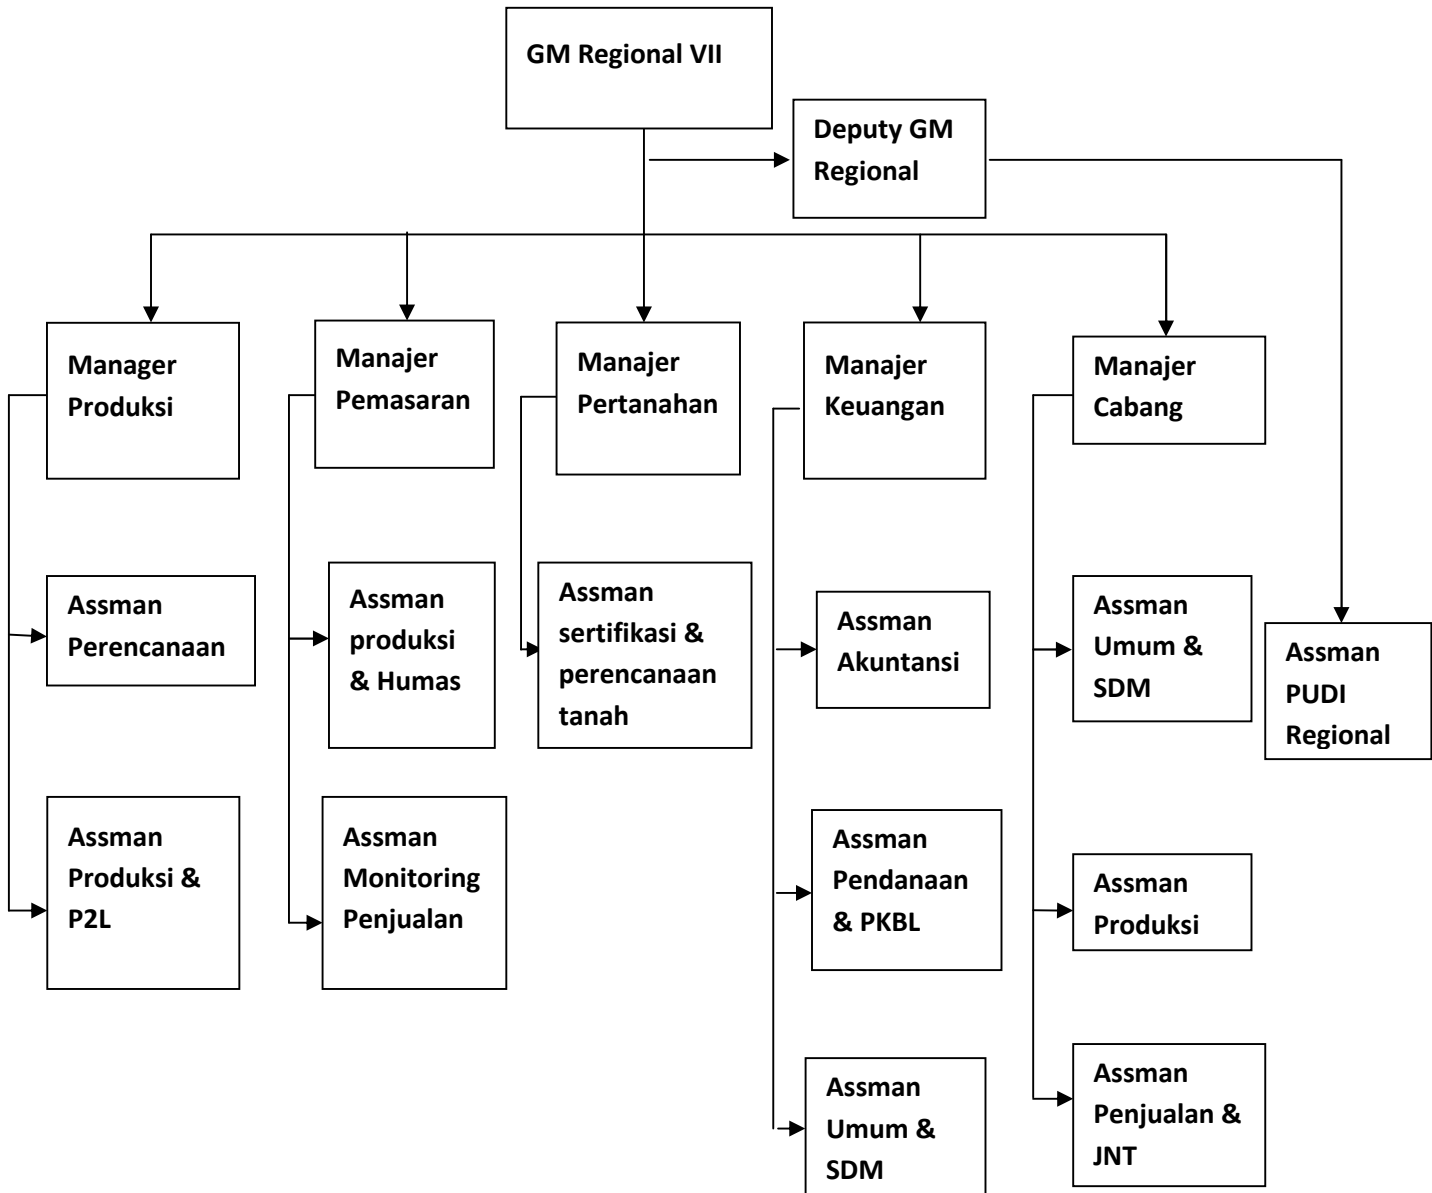 GM Regional VII
Deputy GM
Regional
Manager
Produksi
Manajer
Pemasaran
Manajer
Pertanahan
Manajer
Keuangan
Manajer
Cabang
Assman
Perencanaan
Assman
produksi
& Humas
Assman
sertifikasi &
perencanaan
tanah
Assman
Akuntansi
Assman
Umum &
SDM
Assman
PUDI
Regional
Assman
Produksi &
P2L
Assman
Monitoring
Penjualan
Assman
Pendanaan
& PKBL
Assman
Produksi
Assman
Umum &
SDM
Assman
Penjualan &
JNT